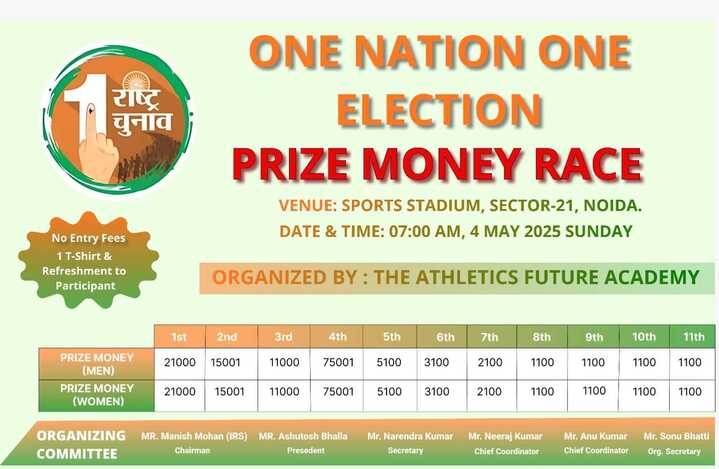 राष्ट्र
चुनाव
ONE NATION ONE
ELECTION
PRIZE MONEY RACE
VENUE: SPORTS STADIUM, SECTOR-21, NOIDA.
DATE & TIME: 07:00 AM, 4 MAY 2025 SUNDAY
No Entry Fees
1 T-Shirt &
Refreshment to
Participant
ORGANIZED BY : THE ATHLETICS FUTURE ACADEMY
1st 2nd 3rd 4th 5th 6th 7th 8th 9th 10th 11th
PRIZE MONEY (MEN) 21000 15001 11000 75001 5100 3100 2100 1100 1100 1100 1100
PRIZE MONEY (WOMEN) 21000 15001 11000 75001 5100 3100 2100 1100 1100 1100 1100
ORGANIZING COMMITTEE
MR. Manish Mohan (IRS) MR. Ashutosh Bhalla Mr. Narendra Kumar Mr. Neeraj Kumar Mr. Anu Kumar Mr. Sonu Bhatti
Chairman Presedent Secretary Chief Coordinator Chief Coordinator Org. Secretary